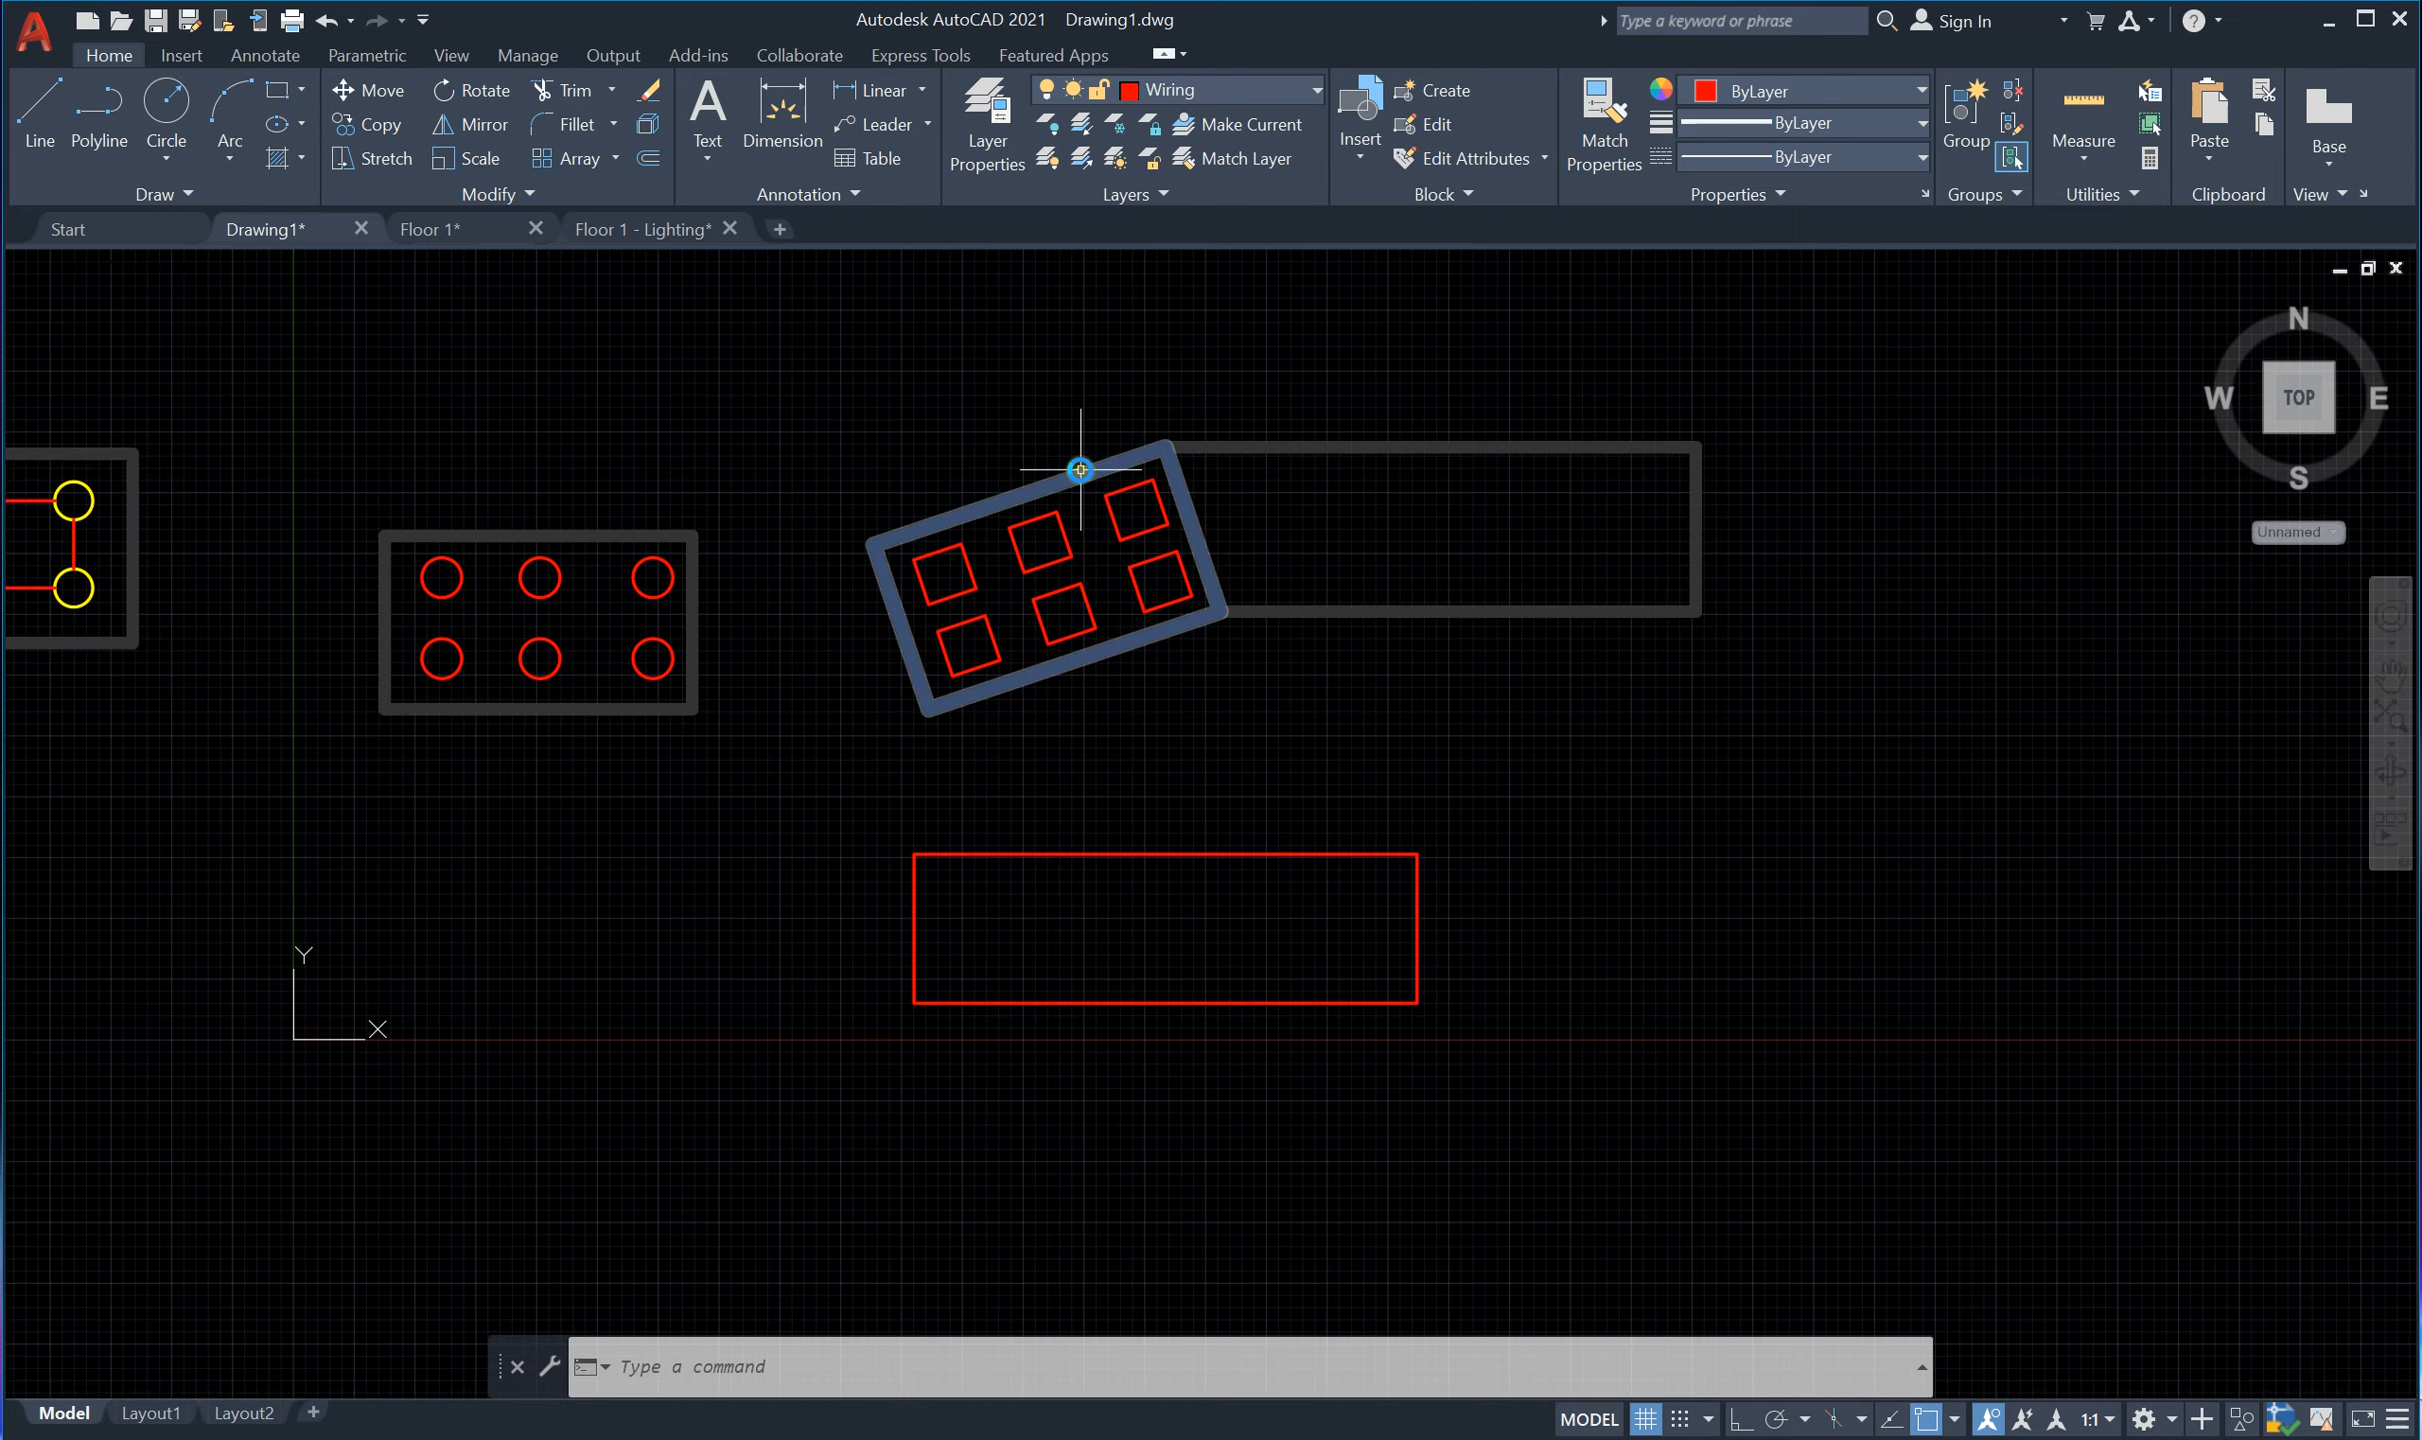 Autodesk AutoCAD 2021 Drawing1.dwg
Type a keyword or phrase
Sign In
Home Insert Annotate Parametric View Manage Output Add-ins Collaborate Express Tools Featured Apps
Line Polyline Circle Arc
Draw
Move Rotate Trim
Copy Mirror Fillet
Stretch Scale Array
Modify
Text Dimension
Linear
Leader
Table
Annotation
Layer Properties
Wiring
Make Current
Match Layer
Layers
Insert
Create
Edit
Edit Attributes
Block
Match Properties
ByLayer
ByLayer
ByLayer
Properties
Group
Groups
Measure
Utilities
Paste
Clipboard
Base
View
Start Drawing1* Floor 1* Floor 1 - Lighting*
N
W TOP E
S
Unnamed
Y
X
Type a command
Model Layout1 Layout2
MODEL 1:1